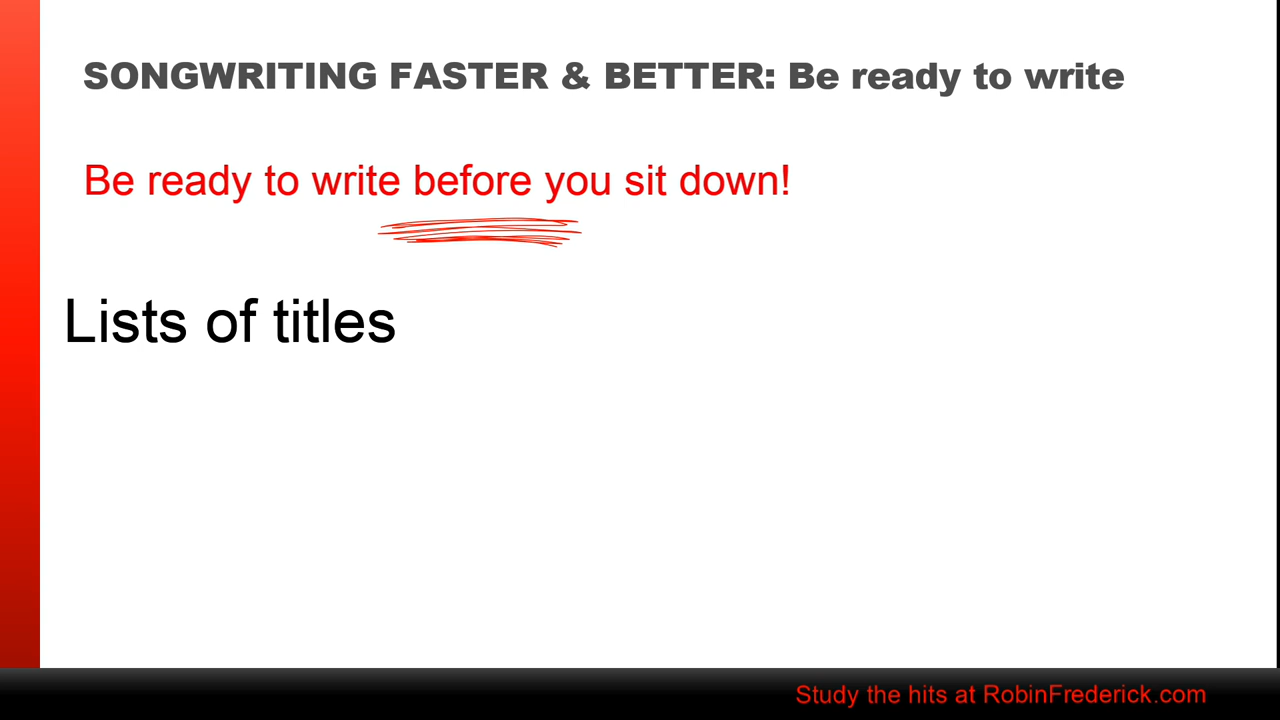 SONGWRITING FASTER & BETTER: Be ready to write
Be ready to write before you sit down!
Lists of titles
Study the hits at RobinFrederick.com